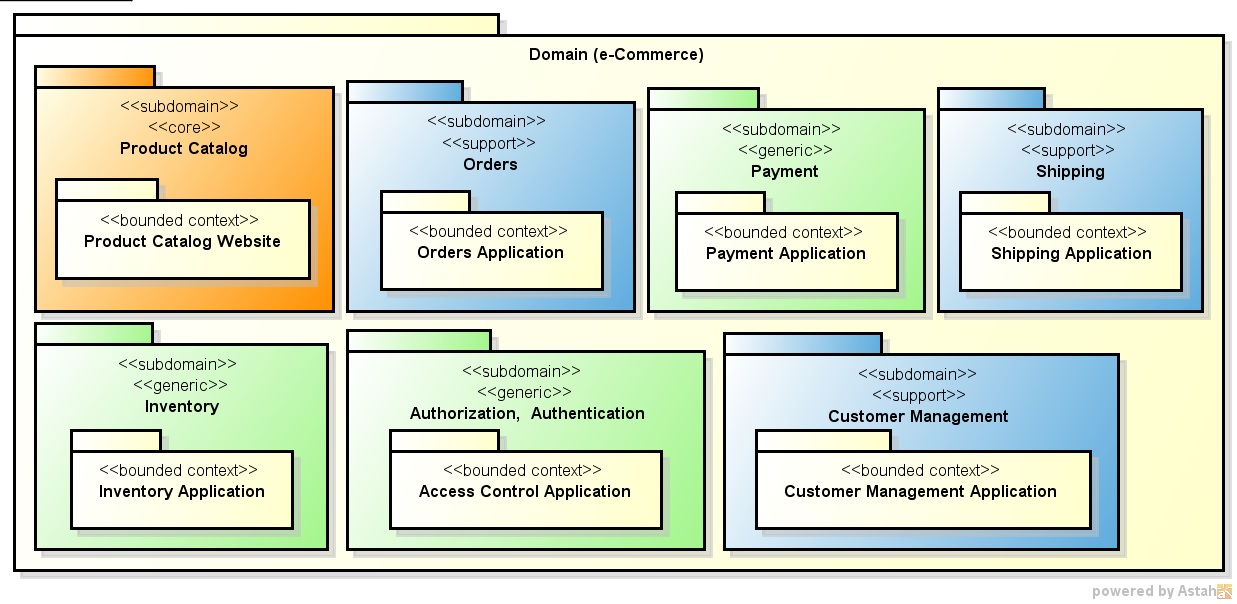 Domain (e-Commerce)
<<subdomain>>
<<core>>
Product Catalog
<<bounded context>>
Product Catalog Website
<<subdomain>>
<<support>>
Orders
<<bounded context>>
Orders Application
<<subdomain>>
<<generic>>
Payment
<<bounded context>>
Payment Application
<<subdomain>>
<<support>>
Shipping
<<bounded context>>
Shipping Application
<<subdomain>>
<<generic>>
Inventory
<<bounded context>>
Inventory Application
<<subdomain>>
<<generic>>
Authorization, Authentication
<<bounded context>>
Access Control Application
<<subdomain>>
<<support>>
Customer Management
<<bounded context>>
Customer Management Application
powered by Astah